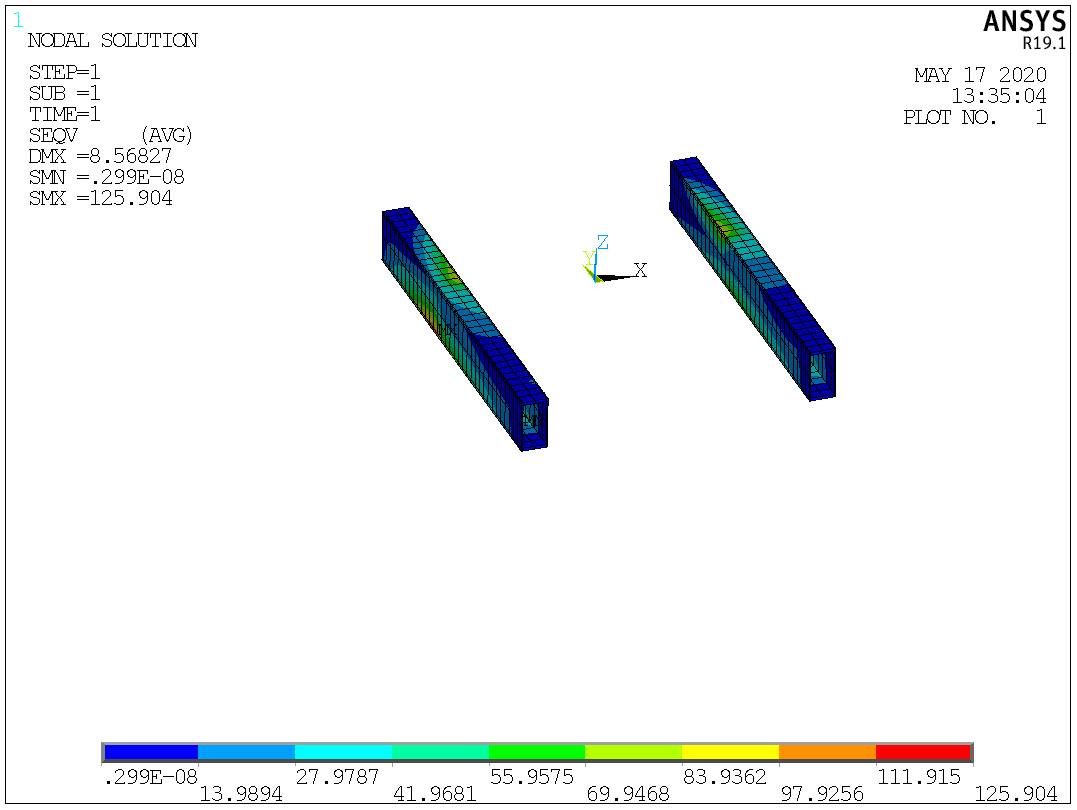 1
ANSYS
R19.1
NODAL SOLUTION
STEP=1
SUB =1
TIME=1
SEQV (AVG)
DMX =8.56827
SMN =.299E-08
SMX =125.904
MAY 17 2020
13:35:04
PLOT NO. 1
Z
Y
X
.299E-08 27.9787 55.9575 83.9362 111.915
13.9894 41.9681 69.9468 97.9256 125.904